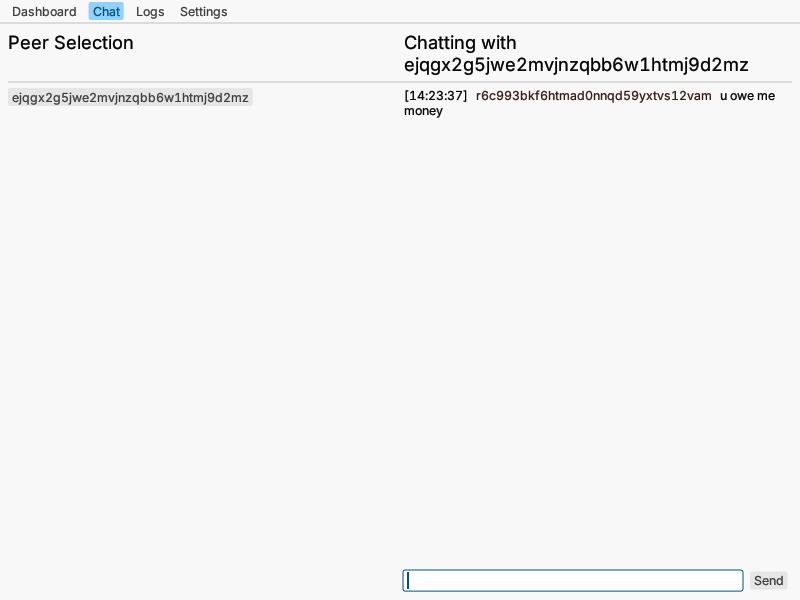 Dashboard Chat Logs Settings
Peer Selection
ejqgx2g5jwe2mvjnzqbb6w1htmj9d2mz
Chatting with
ejqgx2g5jwe2mvjnzqbb6w1htmj9d2mz
[14:23:37] r6c993bkf6htmad0nnqd59yxtvs12vam u owe me
money
Send